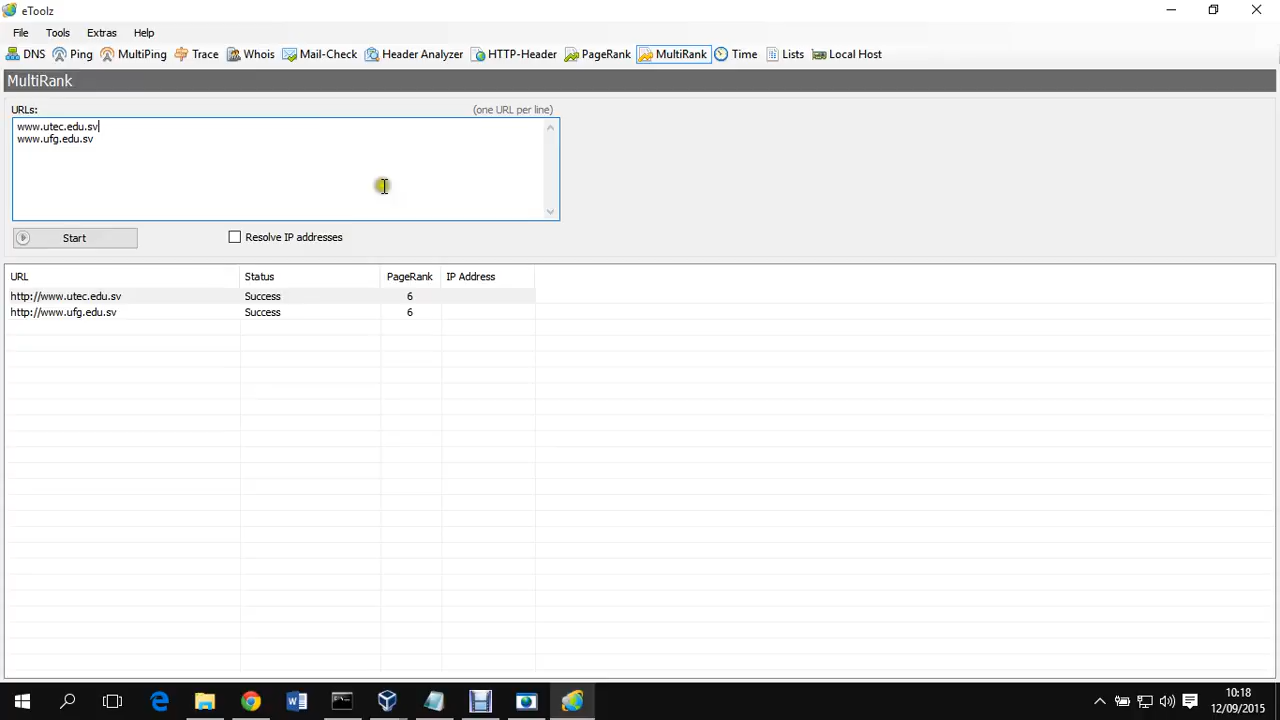 eToolz
File Tools Extras Help
DNS Ping MultiPing Trace Whois Mail-Check Header Analyzer HTTP-Header PageRank MultiRank Time Lists Local Host
MultiRank
URLs: (one URL per line)
www.utec.edu.sv
www.ufg.edu.sv
Start Resolve IP addresses
URL Status PageRank IP Address
http://www.utec.edu.sv Success 6
http://www.ufg.edu.sv Success 6
10:18
12/09/2015